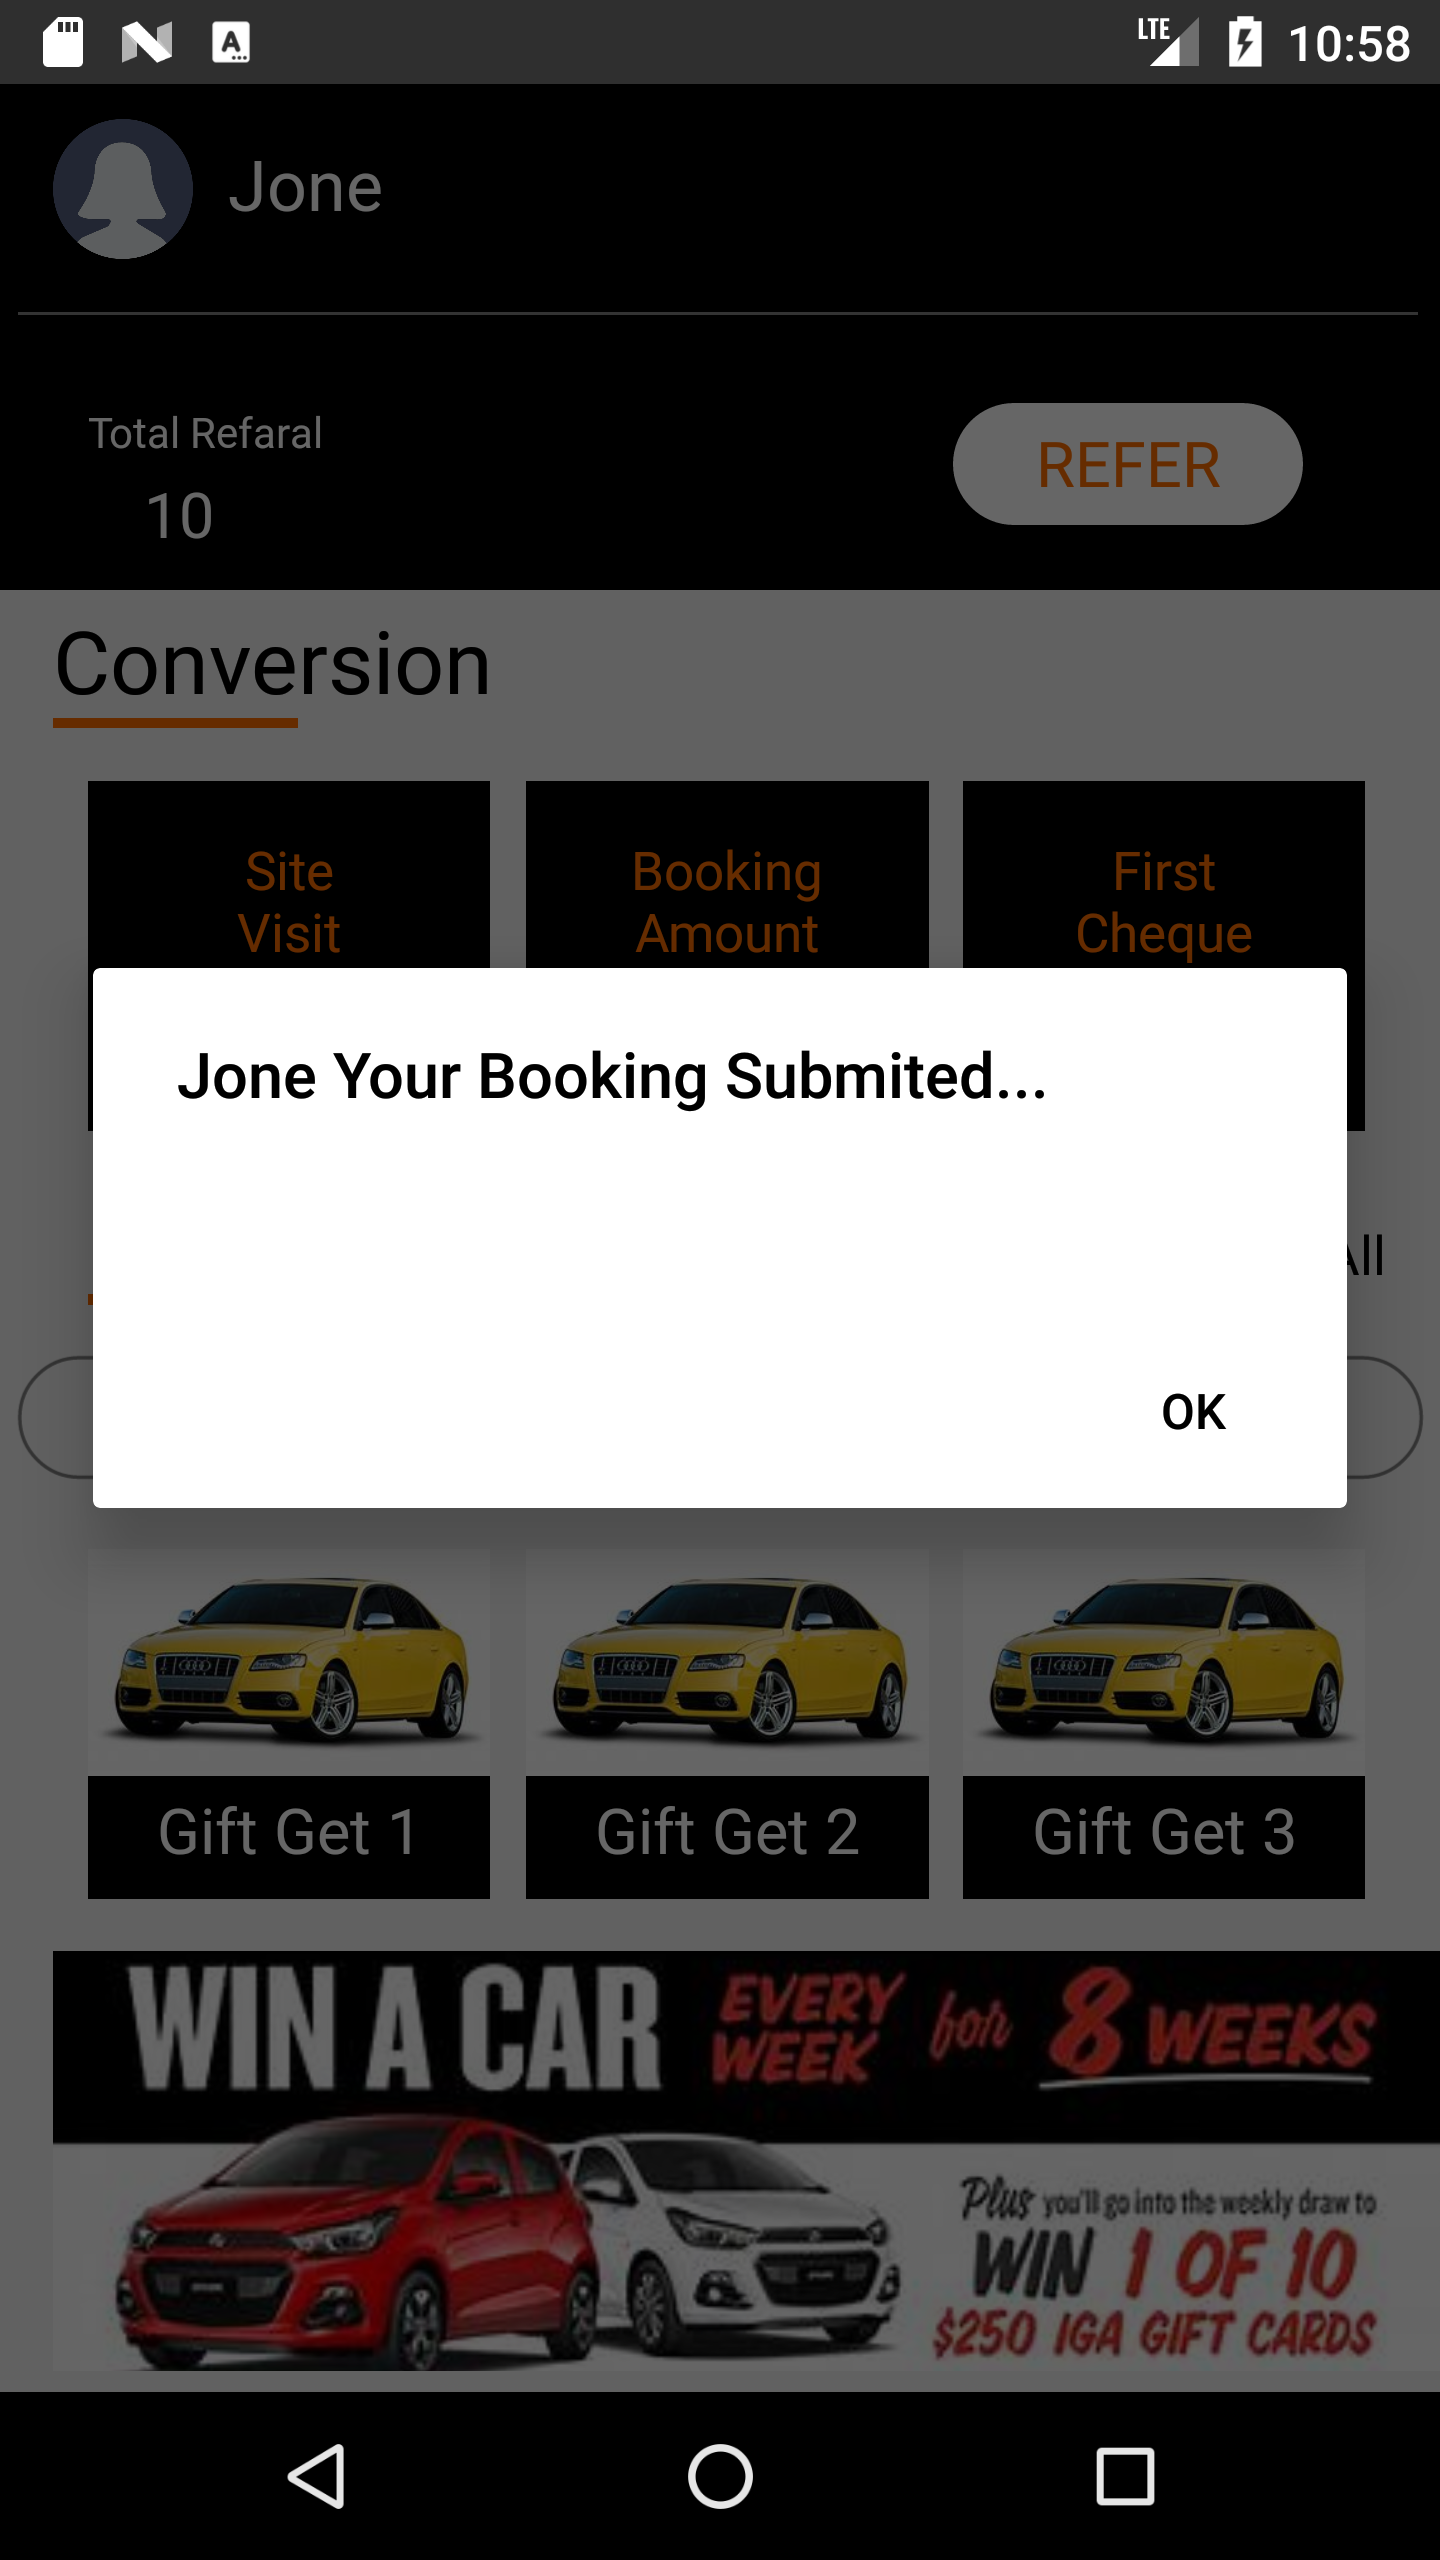 LTE 10:58
Jone
Total Refaral
10
REFER
Conversion
Site
Visit
Booking
Amount
First
Cheque
Jone Your Booking Submited...
All
OK
Gift Get 1
Gift Get 2
Gift Get 3
WIN A CAR EVERY WEEK for 8 WEEKS
Plus you'll go into the weekly draw to
WIN 1 OF 10
$250 IGA GIFT CARDS